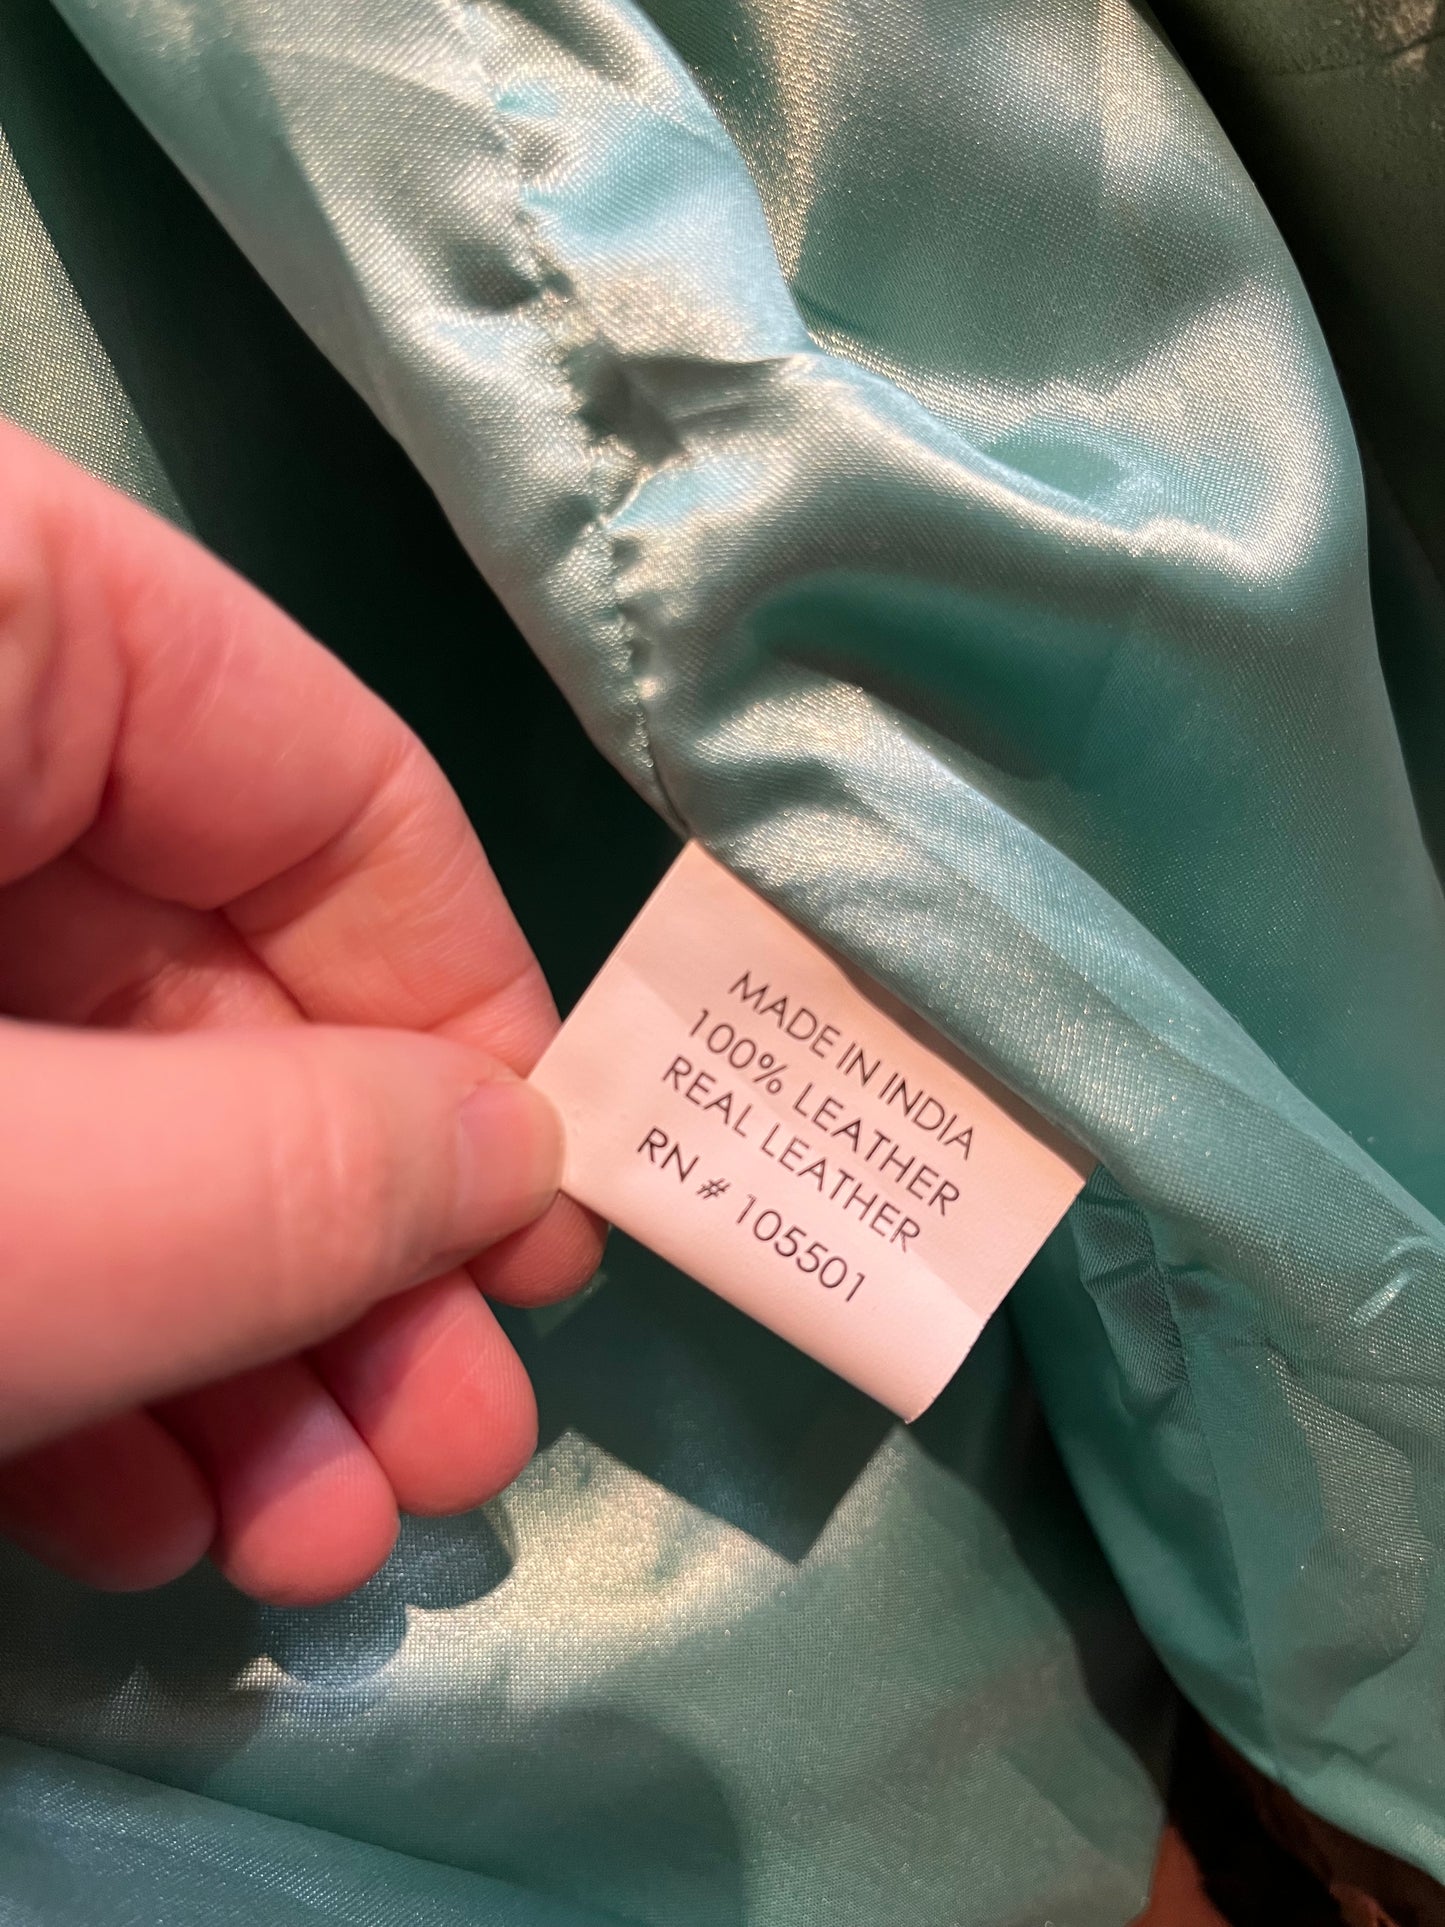 MADE IN INDIA
100% LEATHER
REAL LEATHER
RN # 105501